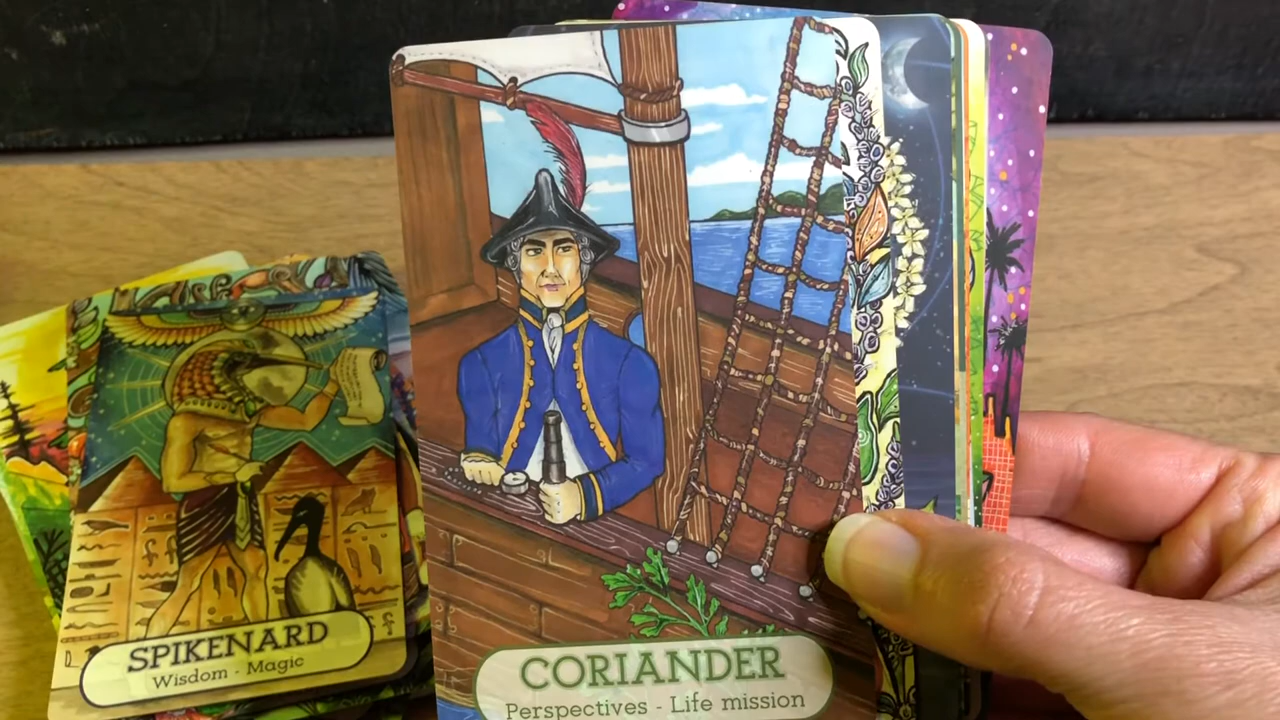 SPIKENARD
Wisdom - Magic
CORIANDER
Perspectives - Life mission